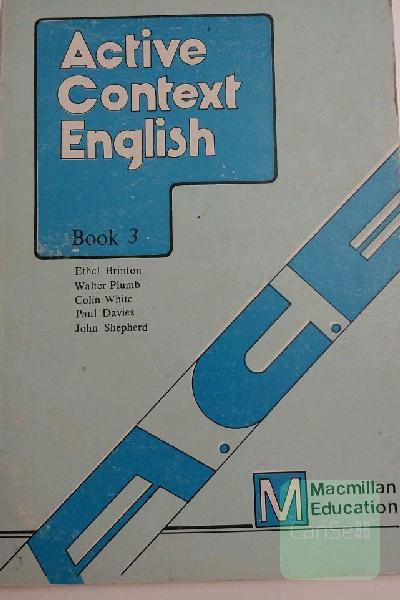 Active
Context
English
Book 3
Ethel Brinton
Walter Plumb
Colin White
Paul Davies
John Shepherd
A.C.E
M
Macmillan
Education
CanSell